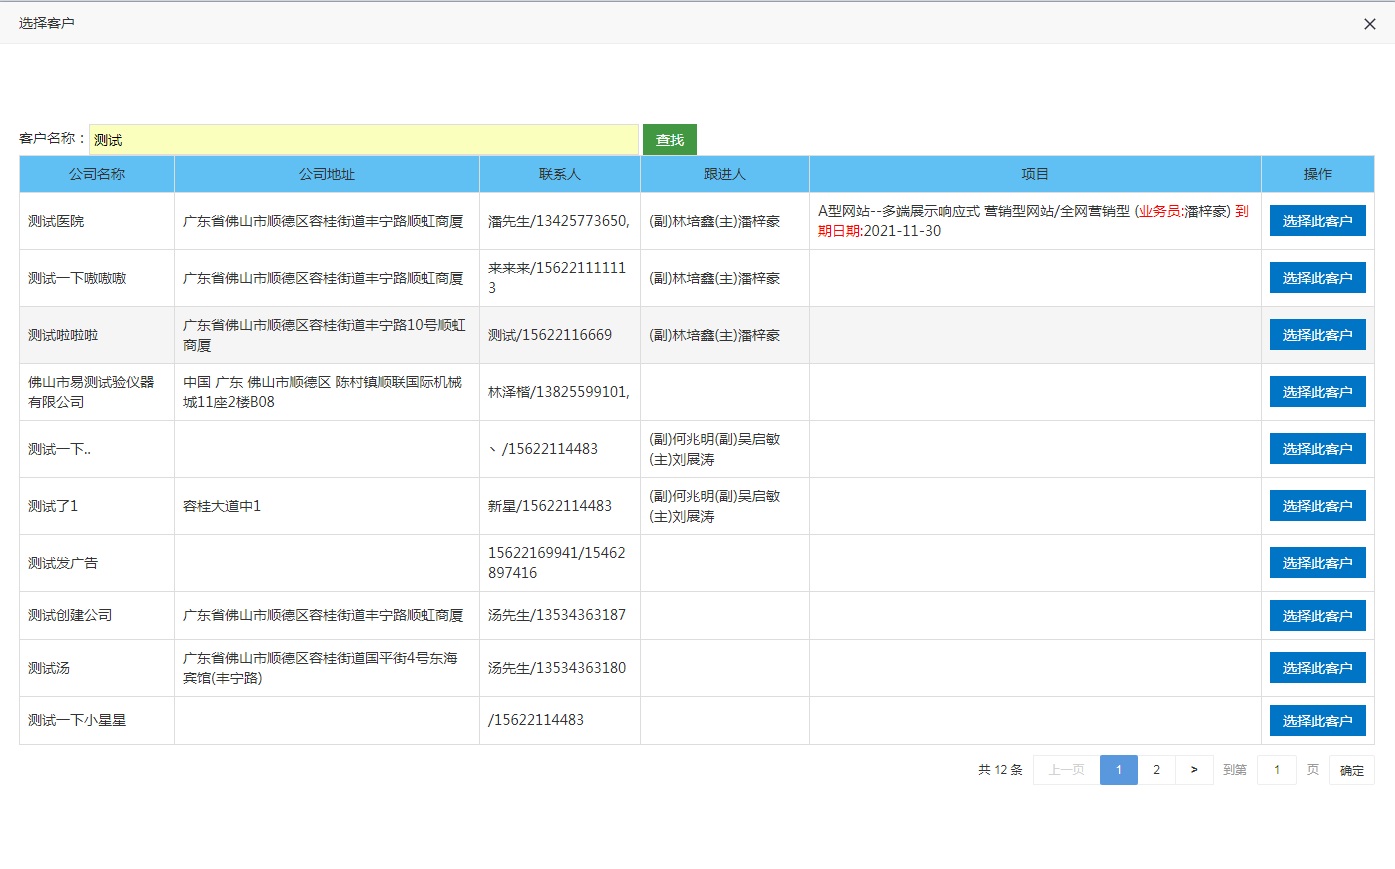 选择客户
客户名称： 测试 查找
公司名称 公司地址 联系人 跟进人 项目 操作
测试医院 广东省佛山市顺德区容桂街道丰宁路顺虹商厦 潘先生/13425773650, (副)林培鑫(主)潘梓豪 A型网站--多端展示响应式 营销型网站/全网营销型 (业务员:潘梓豪) 到
期日期:2021-11-30
选择此客户
测试一下嗷嗷嗷 广东省佛山市顺德区容桂街道丰宁路顺虹商厦 来来来/15622111111
3
(副)林培鑫(主)潘梓豪 选择此客户
测试啦啦啦 广东省佛山市顺德区容桂街道丰宁路10号顺虹
商厦
测试/15622116669 (副)林培鑫(主)潘梓豪 选择此客户
佛山市易测试验仪器
有限公司
中国 广东 佛山市顺德区 陈村镇顺联国际机械
城11座2楼B08
林泽楷/13825599101, 选择此客户
测试一下.. 丶/15622114483 (副)何兆明(副)吴启敏
(主)刘展涛
选择此客户
测试了1 容桂大道中1 新星/15622114483 (副)何兆明(副)吴启敏
(主)刘展涛
选择此客户
测试发广告 15622169941/15462
897416
选择此客户
测试创建公司 广东省佛山市顺德区容桂街道丰宁路顺虹商厦 汤先生/13534363187 选择此客户
测试汤 广东省佛山市顺德区容桂街道国平街4号东海
宾馆(丰宁路)
汤先生/13534363180 选择此客户
测试一下小星星 /15622114483 选择此客户
共 12 条 上一页 1 2 > 到第 1 页 确定